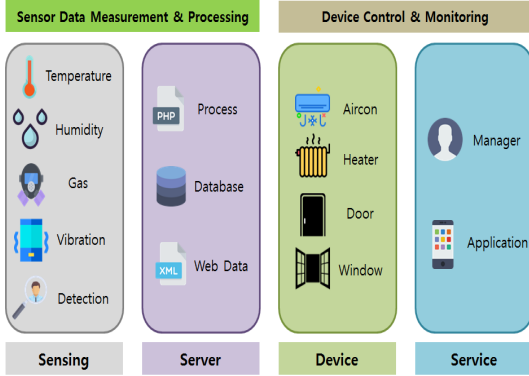 Sensor Data Measurement & Processing
Device Control & Monitoring
Temperature
Humidity
Gas
Vibration
Detection
Sensing
PHP
Process
Database
XML
Web Data
Server
Aircon
Heater
Door
Window
Device
Manager
Application
Service